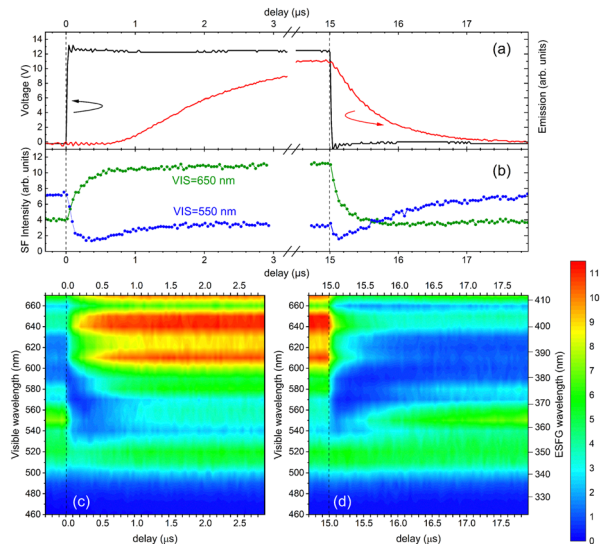 delay (µs)
0 1 2 3 15 16 17
14
12
10
8
6
4
2
0
Voltage (V)
(a)
Emission (arb. units)
12
10
8
6
4
2
0
SF Intensity (arb. units)
VIS=650 nm
VIS=550 nm
(b)
0 1 2 3 15 16 17
delay (µs)
0.0 0.5 1.0 1.5 2.0 2.5
15.0 15.5 16.0 16.5 17.0 17.5
660
640
620
600
580
560
540
520
500
480
460
Visible wavelength (nm)
(c)
0.0 0.5 1.0 1.5 2.0 2.5
delay (µs)
660
640
620
600
580
560
540
520
500
480
460
Visible wavelength (nm)
(d)
15.0 15.5 16.0 16.5 17.0 17.5
delay (µs)
410
400
390
380
370
360
350
340
330
ESFG wavelength (nm)
11
10
9
8
7
6
5
4
3
2
1
0